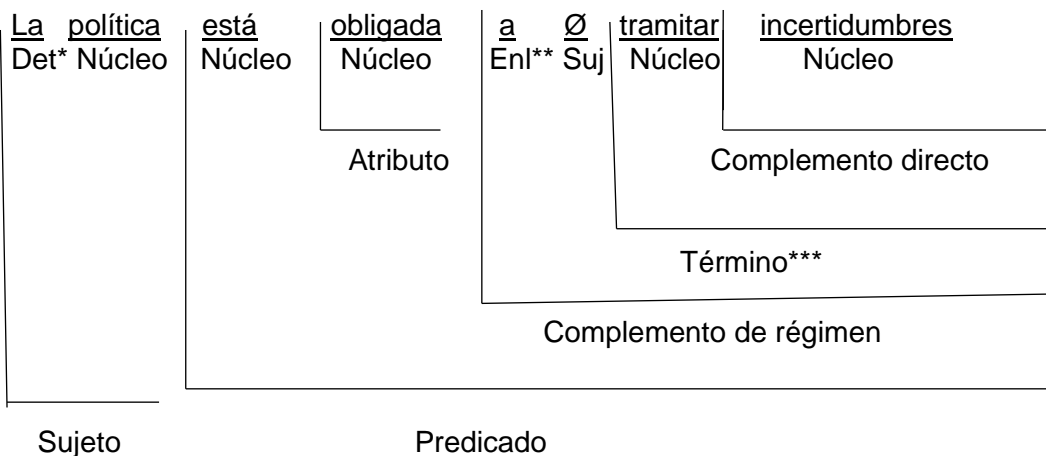 La política está obligada a Ø tramitar incertidumbres
Det* Núcleo Núcleo Núcleo Enl** Suj Núcleo Núcleo
Atributo Complemento directo
Término***
Complemento de régimen
Sujeto Predicado